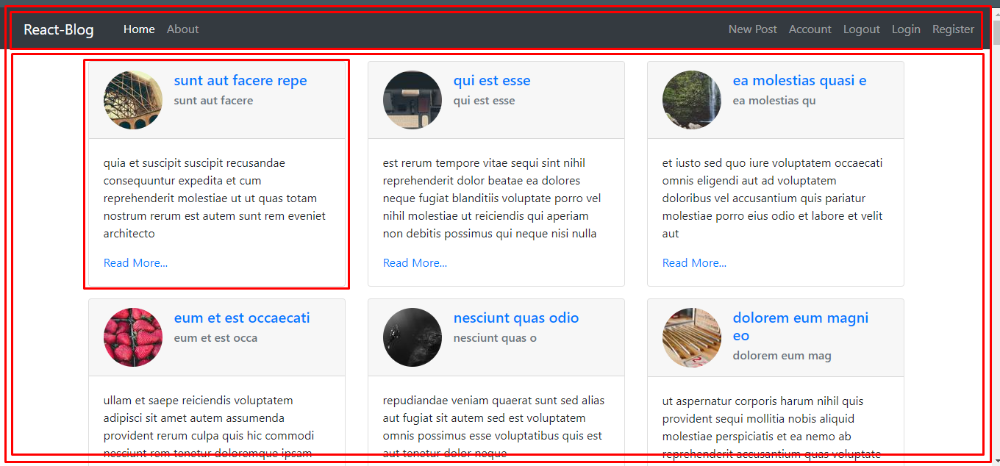 React-Blog Home About New Post Account Logout Login Register
sunt aut facere repe
sunt aut facere
quia et suscipit suscipit recusandae
consequuntur expedita et cum
reprehenderit molestiae ut ut quas totam
nostrum rerum est autem sunt rem eveniet
architecto
Read More...
qui est esse
qui est esse
est rerum tempore vitae sequi sint nihil
reprehenderit dolor beatae ea dolores
neque fugiat blanditiis voluptate porro vel
nihil molestiae ut reiciendis qui aperiam
non debitis possimus qui neque nisi nulla
Read More...
ea molestias quasi e
ea molestias qu
et iusto sed quo iure voluptatem occaecati
omnis eligendi aut ad voluptatem
doloribus vel accusantium quis pariatur
molestiae porro eius odio et labore et velit
aut
Read More...
eum et est occaecati
eum et est occa
ullam et saepe reiciendis voluptatem
adipisci sit amet autem assumenda
provident rerum culpa quis hic commodi
nesciunt rem tenetur doloremque ipsam
nesciunt quas odio
nesciunt quas o
repudiandae veniam quaerat sunt sed alias
aut fugiat sit autem sed est voluptatem
omnis possimus esse voluptatibus quis est
aut tenetur dolor neque
dolorem eum magni
eo
dolorem eum mag
ut aspernatur corporis harum nihil quis
provident sequi mollitia nobis aliquid
molestiae perspiciatis et ea nemo ab
reprehenderit accusantium quas voluptate